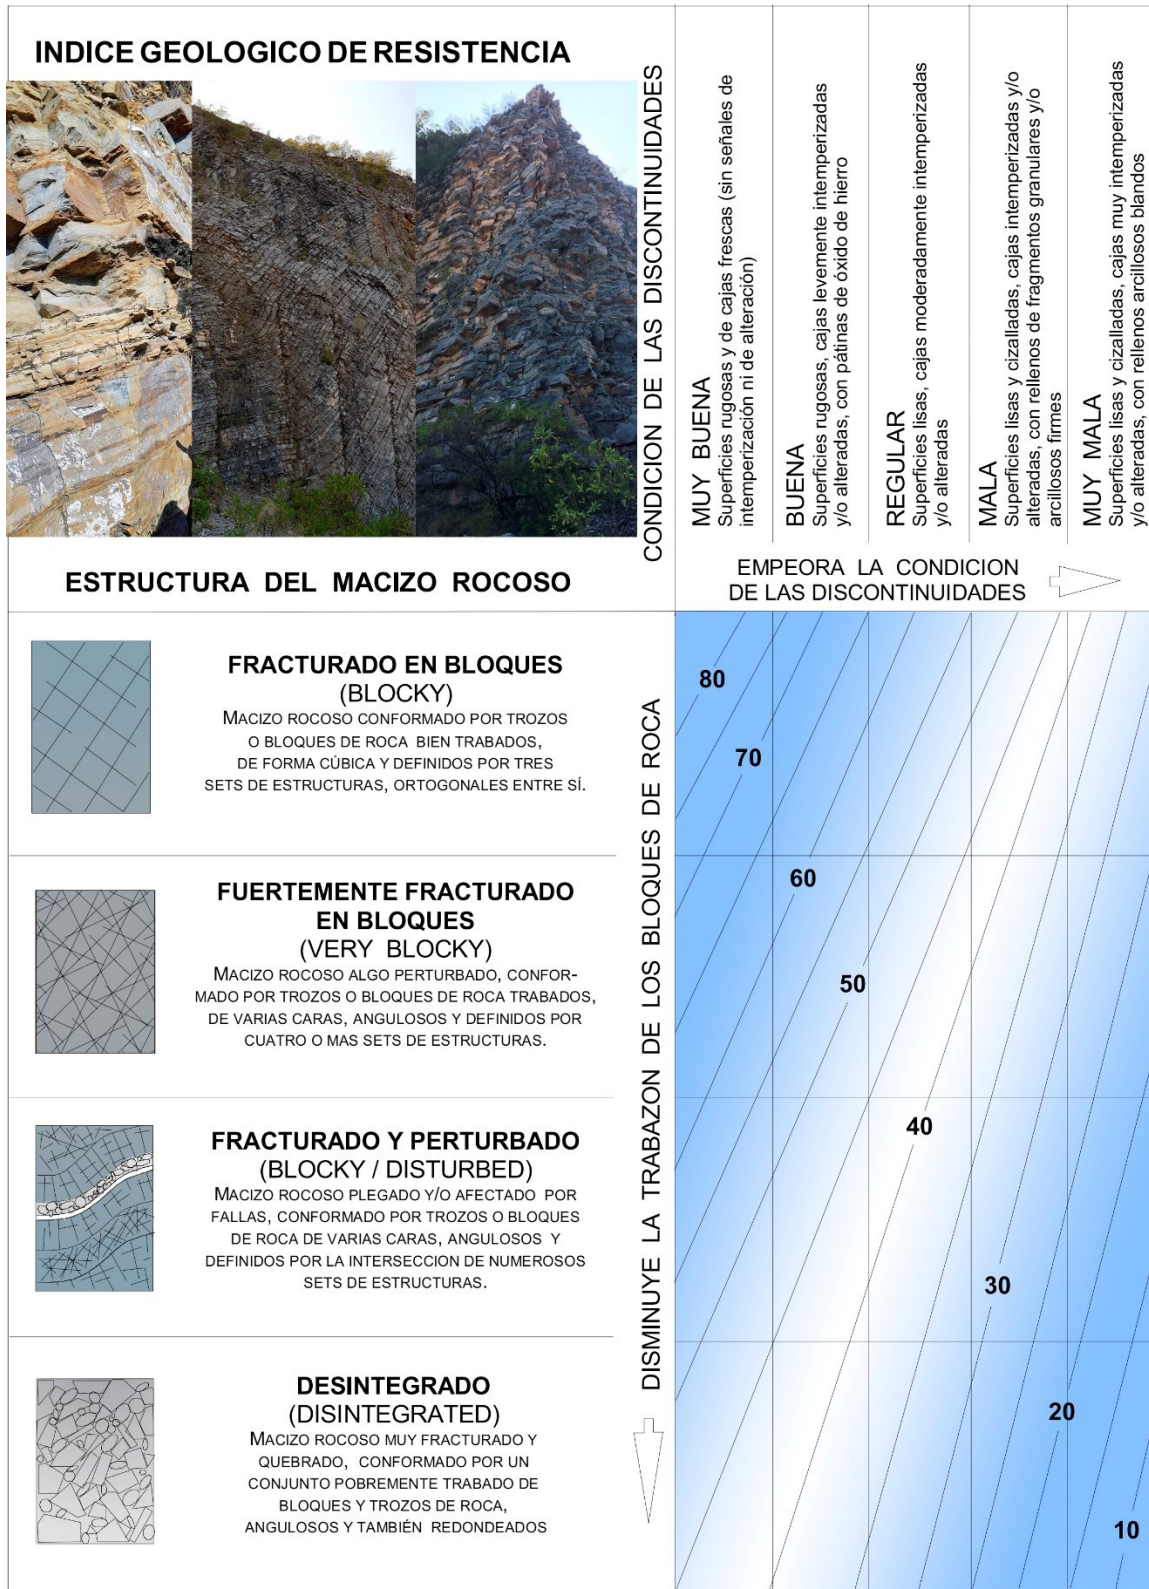 INDICE GEOLOGICO DE RESISTENCIA
CONDICION DE LAS DISCONTINUIDADES
MUY BUENA
Superficies rugosas y de cajas frescas (sin señales de
intemperización ni de alteración)
BUENA
Superficies rugosas, cajas levemente intemperizadas
y/o alteradas, con pátinas de óxido de hierro
REGULAR
Superficies lisas, cajas moderadamente intemperizadas
y/o alteradas
MALA
Superficies lisas y cizalladas, cajas intemperizadas y/o
alteradas, con rellenos de fragmentos granulares y/o
arcillosos firmes
MUY MALA
Superficies lisas y cizalladas, cajas muy intemperizadas
y/o alteradas, con rellenos arcillosos blandos
ESTRUCTURA DEL MACIZO ROCOSO
EMPEORA LA CONDICION
DE LAS DISCONTINUIDADES
FRACTURADO EN BLOQUES
(BLOCKY)
MACIZO ROCOSO CONFORMADO POR TROZOS
O BLOQUES DE ROCA BIEN TRABADOS,
DE FORMA CÚBICA Y DEFINIDOS POR TRES
SETS DE ESTRUCTURAS, ORTOGONALES ENTRE SÍ.
FUERTEMENTE FRACTURADO
EN BLOQUES
(VERY BLOCKY)
MACIZO ROCOSO ALGO PERTURBADO, CONFOR-
MADO POR TROZOS O BLOQUES DE ROCA TRABADOS,
DE VARIAS CARAS, ANGULOSOS Y DEFINIDOS POR
CUATRO O MAS SETS DE ESTRUCTURAS.
FRACTURADO Y PERTURBADO
(BLOCKY / DISTURBED)
MACIZO ROCOSO PLEGADO Y/O AFECTADO POR
FALLAS, CONFORMADO POR TROZOS O BLOQUES
DE ROCA DE VARIAS CARAS, ANGULOSOS Y
DEFINIDOS POR LA INTERSECCION DE NUMEROSOS
SETS DE ESTRUCTURAS.
DESINTEGRADO
(DISINTEGRATED)
MACIZO ROCOSO MUY FRACTURADO Y
QUEBRADO, CONFORMADO POR UN
CONJUNTO POBREMENTE TRABADO DE
BLOQUES Y TROZOS DE ROCA,
ANGULOSOS Y TAMBIÉN REDONDEADOS
DISMINUYE LA TRABAZON DE LOS BLOQUES DE ROCA
80
70
60
50
40
30
20
10